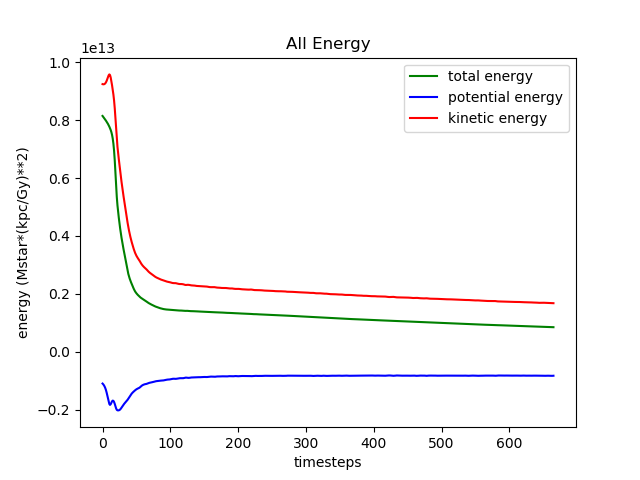 All Energy
1e13
1.0
0.8
0.6
0.4
0.2
0.0
−0.2
energy (Mstar*(kpc/Gy)**2)
total energy
potential energy
kinetic energy
0 100 200 300 400 500 600
timesteps